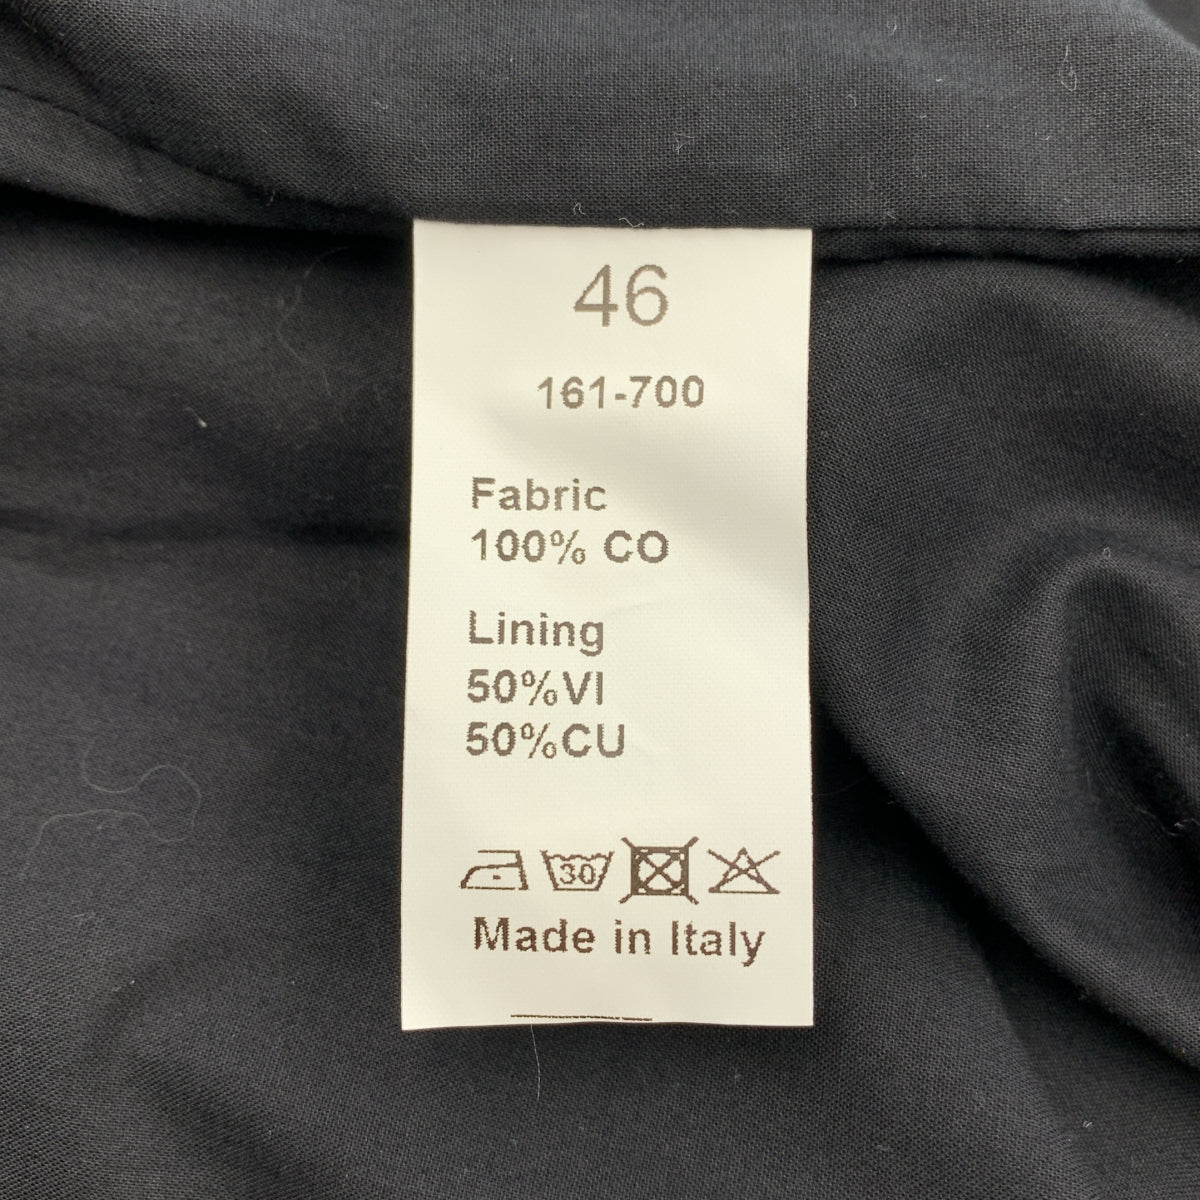 46
161-700
Fabric
100% CO
Lining
50%VI
50%CU
30
Made in Italy